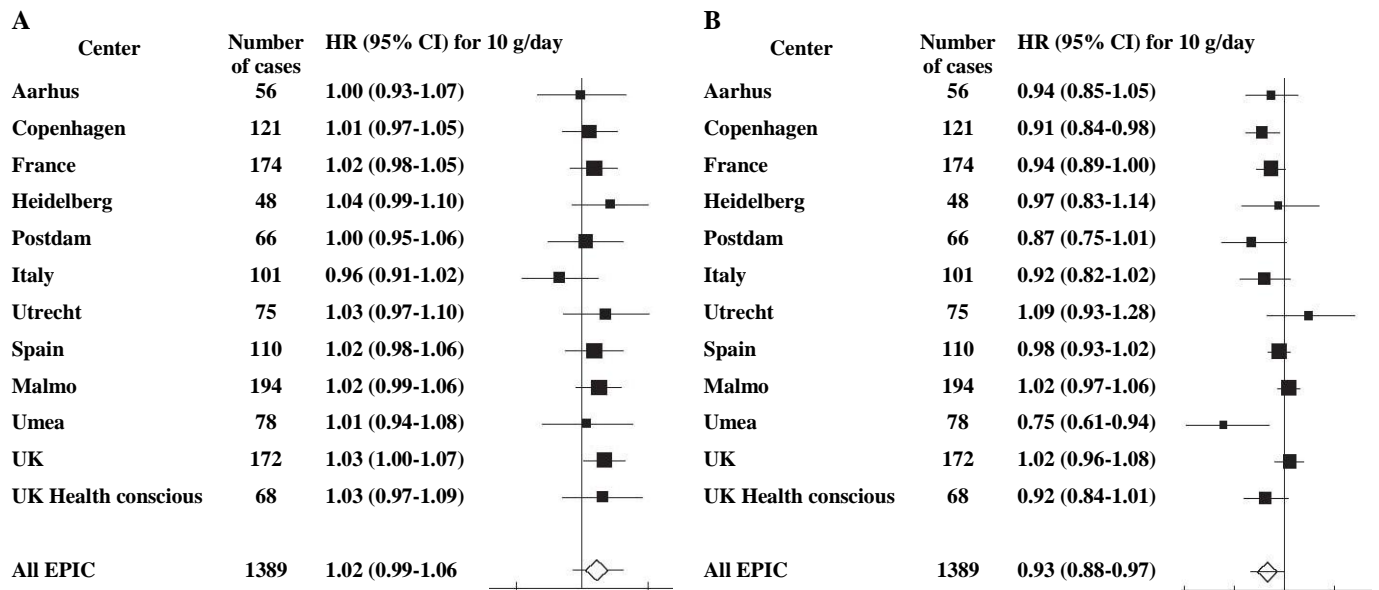 A
Center Number of cases HR (95% CI) for 10 g/day
Aarhus 56 1.00 (0.93-1.07)
Copenhagen 121 1.01 (0.97-1.05)
France 174 1.02 (0.98-1.05)
Heidelberg 48 1.04 (0.99-1.10)
Postdam 66 1.00 (0.95-1.06)
Italy 101 0.96 (0.91-1.02)
Utrecht 75 1.03 (0.97-1.10)
Spain 110 1.02 (0.98-1.06)
Malmo 194 1.02 (0.99-1.06)
Umea 78 1.01 (0.94-1.08)
UK 172 1.03 (1.00-1.07)
UK Health conscious 68 1.03 (0.97-1.09)
All EPIC 1389 1.02 (0.99-1.06
B
Center Number of cases HR (95% CI) for 10 g/day
Aarhus 56 0.94 (0.85-1.05)
Copenhagen 121 0.91 (0.84-0.98)
France 174 0.94 (0.89-1.00)
Heidelberg 48 0.97 (0.83-1.14)
Postdam 66 0.87 (0.75-1.01)
Italy 101 0.92 (0.82-1.02)
Utrecht 75 1.09 (0.93-1.28)
Spain 110 0.98 (0.93-1.02)
Malmo 194 1.02 (0.97-1.06)
Umea 78 0.75 (0.61-0.94)
UK 172 1.02 (0.96-1.08)
UK Health conscious 68 0.92 (0.84-1.01)
All EPIC 1389 0.93 (0.88-0.97)